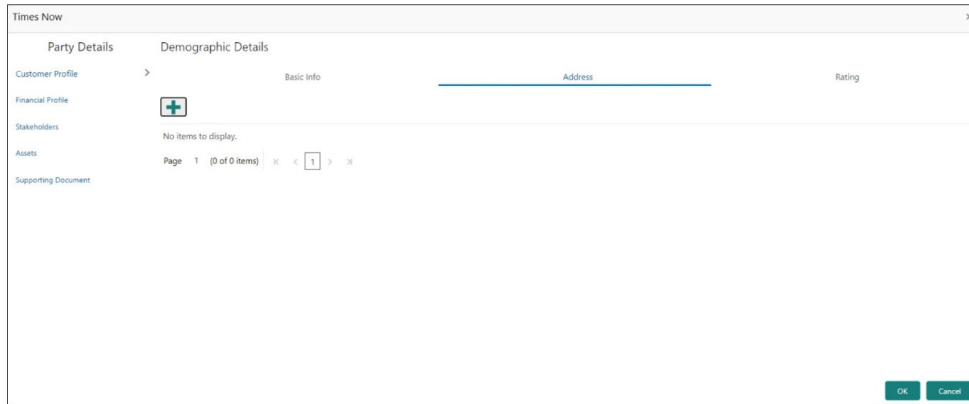 Times Now
Party Details
Customer Profile
Financial Profile
Stakeholders
Assets
Supporting Document
Demographic Details
Basic Info
Address
Rating
No items to display.
Page 1 (0 of 0 items) 1
OK
Cancel